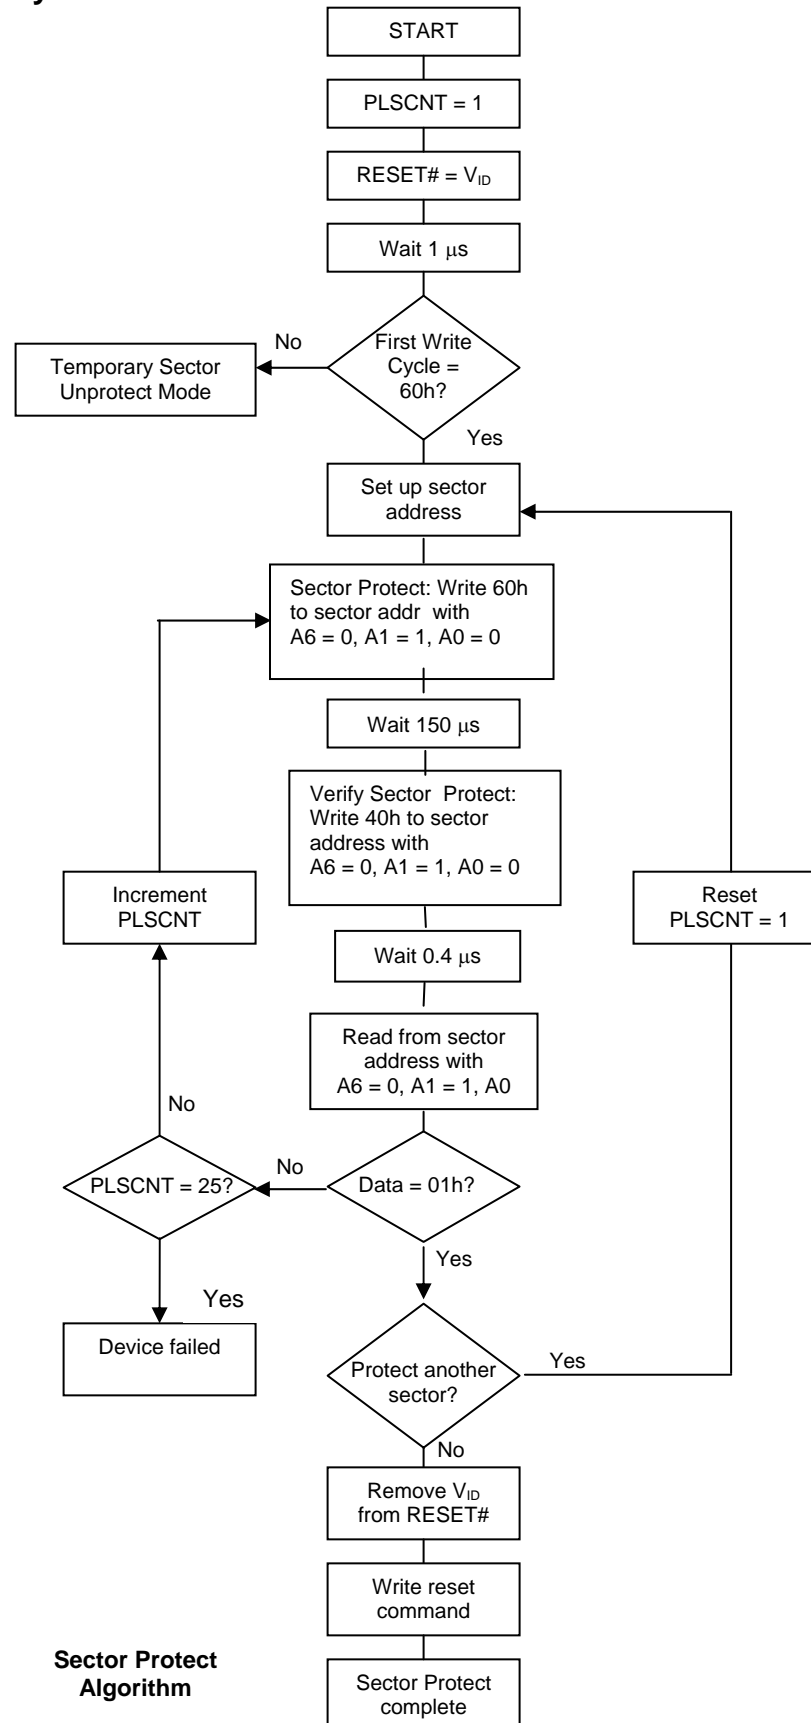 START
PLSCNT = 1
RESET# = VID
Wait 1 μs
First Write
Cycle =
60h?
No
Temporary Sector
Unprotect Mode
Yes
Set up sector
address
Sector Protect: Write 60h
to sector addr with
A6 = 0, A1 = 1, A0 = 0
Wait 150 μs
Verify Sector Protect:
Write 40h to sector
address with
A6 = 0, A1 = 1, A0 = 0
Increment
PLSCNT
Reset
PLSCNT = 1
Wait 0.4 μs
Read from sector
address with
A6 = 0, A1 = 1, A0
No
PLSCNT = 25?
No
Data = 01h?
Yes
Yes
Device failed
Protect another
sector?
Yes
No
Remove VID
from RESET#
Write reset
command
Sector Protect
Algorithm
Sector Protect
complete